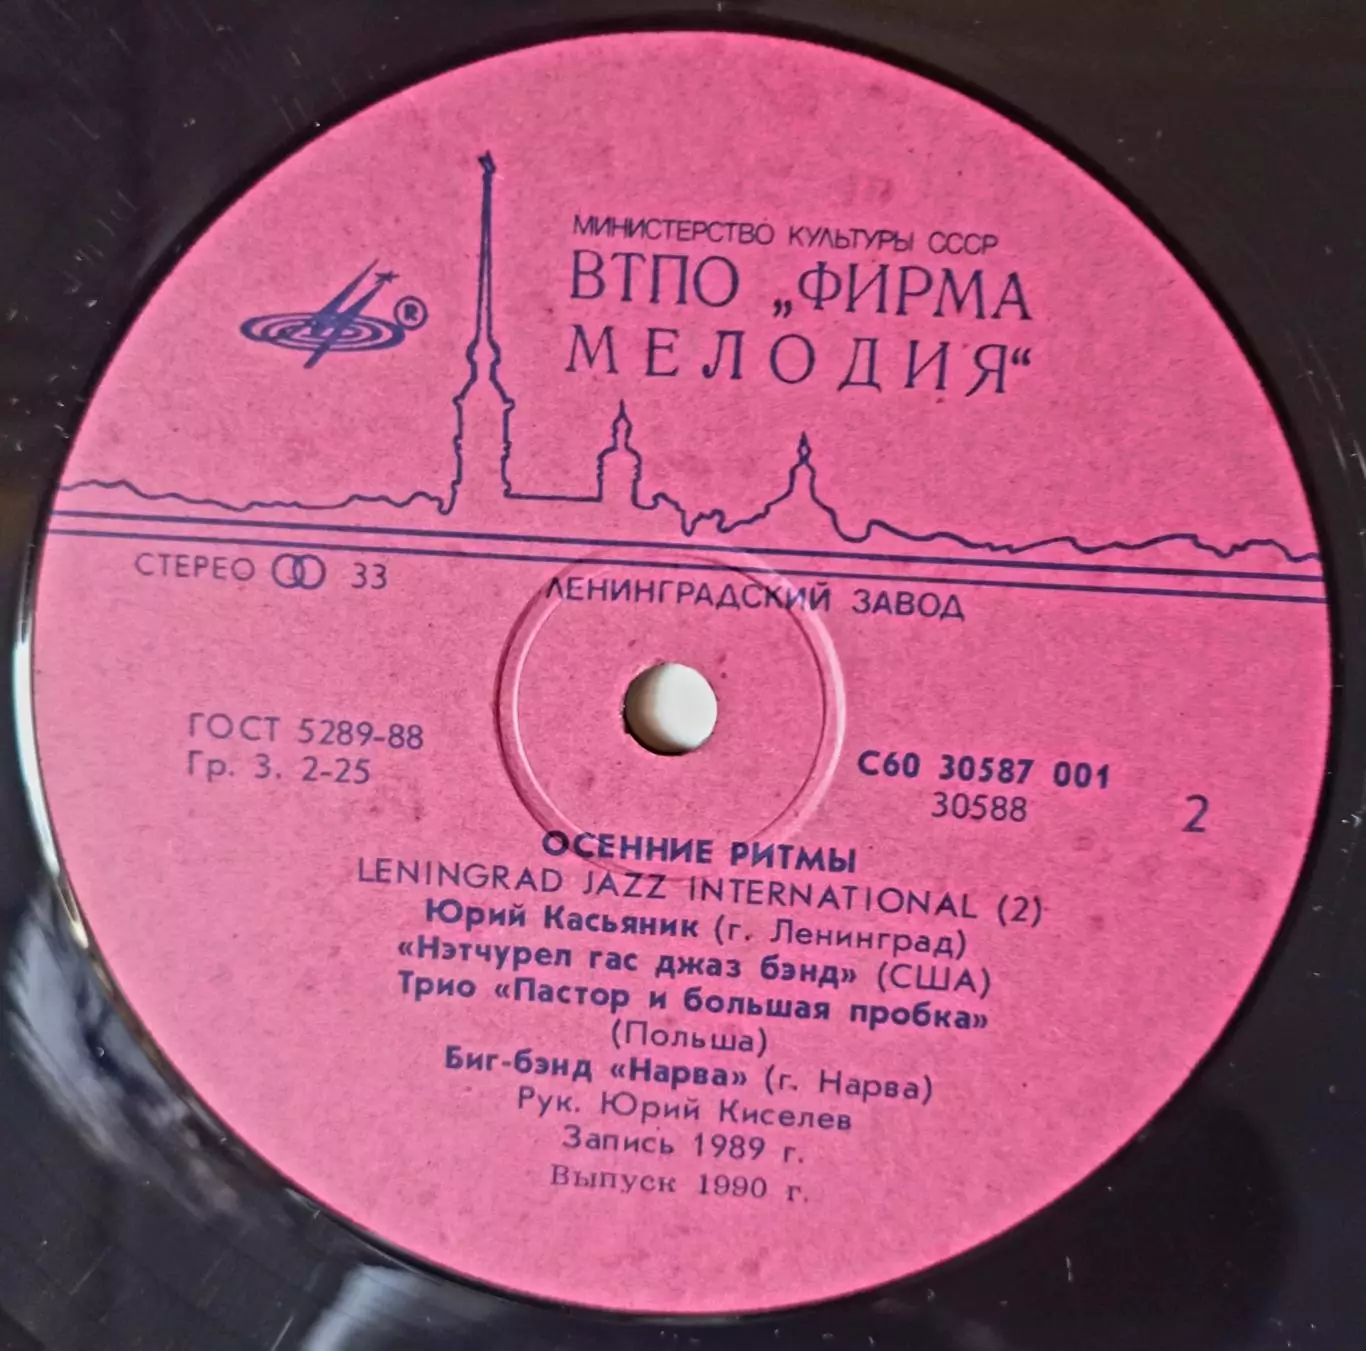 МИНИСТЕРСТВО КУЛЬТУРЫ СССР
ВТПО „ФИРМА
МЕЛОДИЯ“
®
СТЕРЕО 33
ЛЕНИНГРАДСКИЙ ЗАВОД
ГОСТ 5289-88
Гр. 3. 2-25
С60 30587 001
30588
2
ОСЕННИЕ РИТМЫ
LENINGRAD JAZZ INTERNATIONAL (2)
Юрий Касьяник (г. Ленинград)
«Нэтчурел гас джаз бэнд» (США)
Трио «Пастор и большая пробка»
(Польша)
Биг-бэнд «Нарва» (г. Нарва)
Рук. Юрий Киселев
Запись 1989 г.
Выпуск 1990 г.